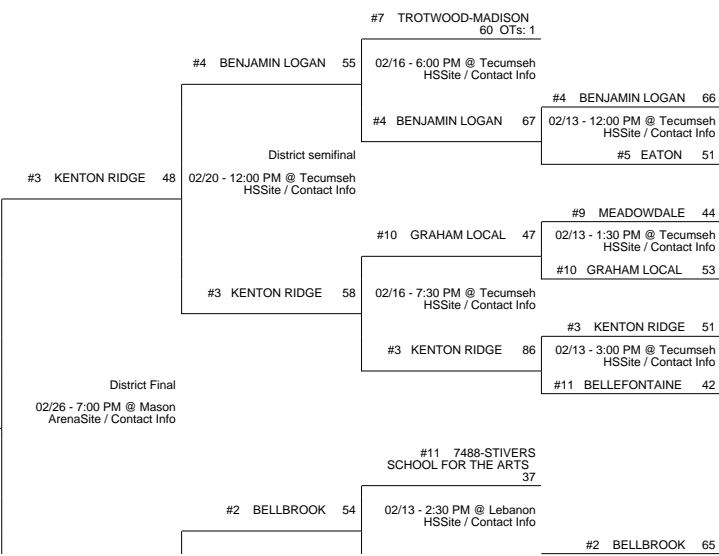 #7 TROTWOOD-MADISON
60 OTs: 1
#4 BENJAMIN LOGAN 55
02/16 - 6:00 PM @ Tecumseh
HSSite / Contact Info
#4 BENJAMIN LOGAN 66
#4 BENJAMIN LOGAN 67
02/13 - 12:00 PM @ Tecumseh
HSSite / Contact Info
District semifinal
#5 EATON 51
#3 KENTON RIDGE 48
02/20 - 12:00 PM @ Tecumseh
HSSite / Contact Info
#9 MEADOWDALE 44
#10 GRAHAM LOCAL 47
02/13 - 1:30 PM @ Tecumseh
HSSite / Contact Info
#10 GRAHAM LOCAL 53
#3 KENTON RIDGE 58
02/16 - 7:30 PM @ Tecumseh
HSSite / Contact Info
#3 KENTON RIDGE 51
#3 KENTON RIDGE 86
02/13 - 3:00 PM @ Tecumseh
HSSite / Contact Info
District Final
#11 BELLEFONTAINE 42
02/26 - 7:00 PM @ Mason
ArenaSite / Contact Info
#11 7488-STIVERS
SCHOOL FOR THE ARTS
37
#2 BELLBROOK 54
02/13 - 2:30 PM @ Lebanon
HSSite / Contact Info
#2 BELLBROOK 65